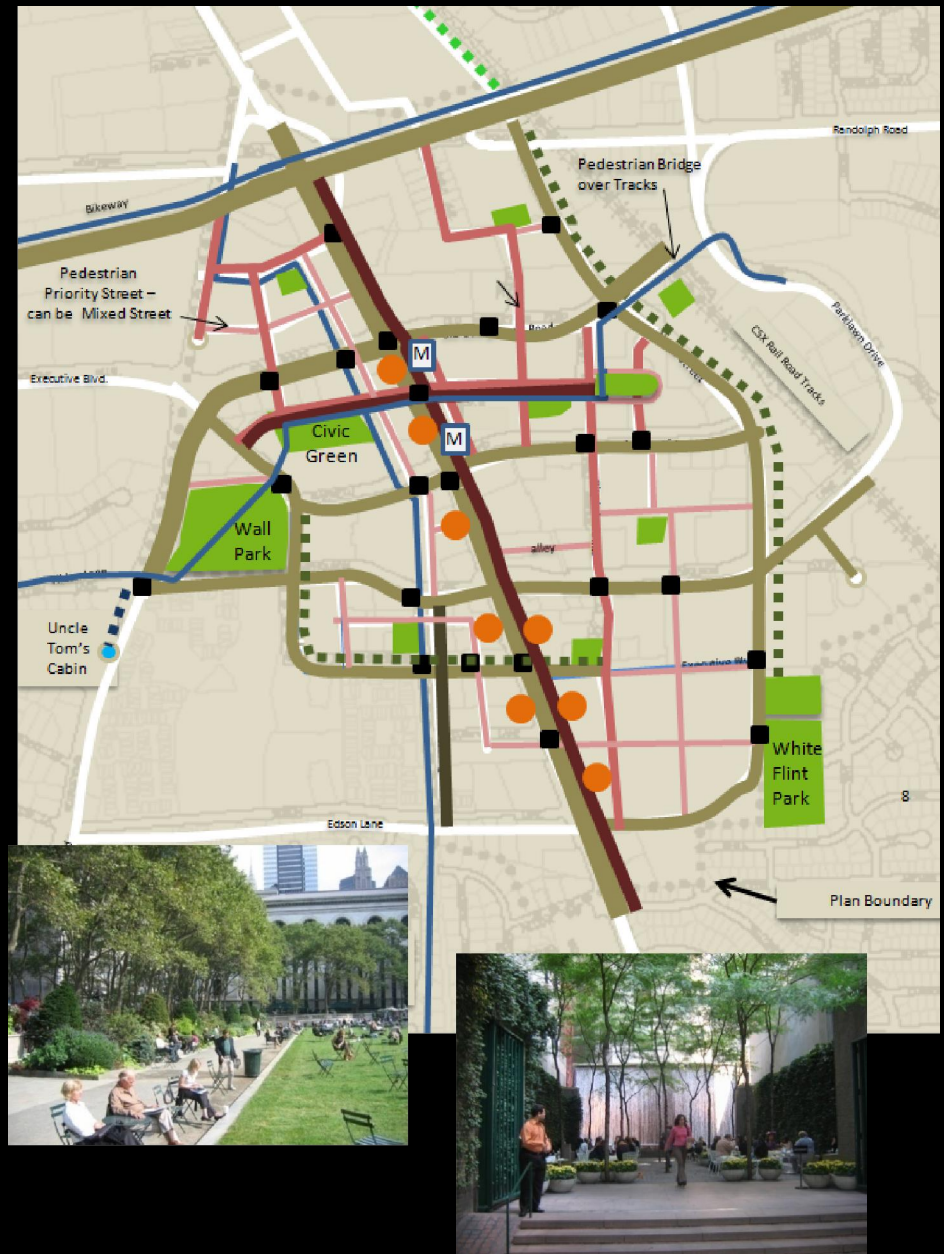 Randolph Road
Pedestrian Bridge
over Tracks
Bikeway
Pedestrian
Priority Street –
can be Mixed Street
Parklawn Drive
CSX Rail Road Tracks
Road
M
Executive Blvd.
Civic
Green
M
Wall
Park
alley
Uncle
Tom's
Cabin
Executive Blvd
White
Flint
Park
8
Edson Lane
Plan Boundary